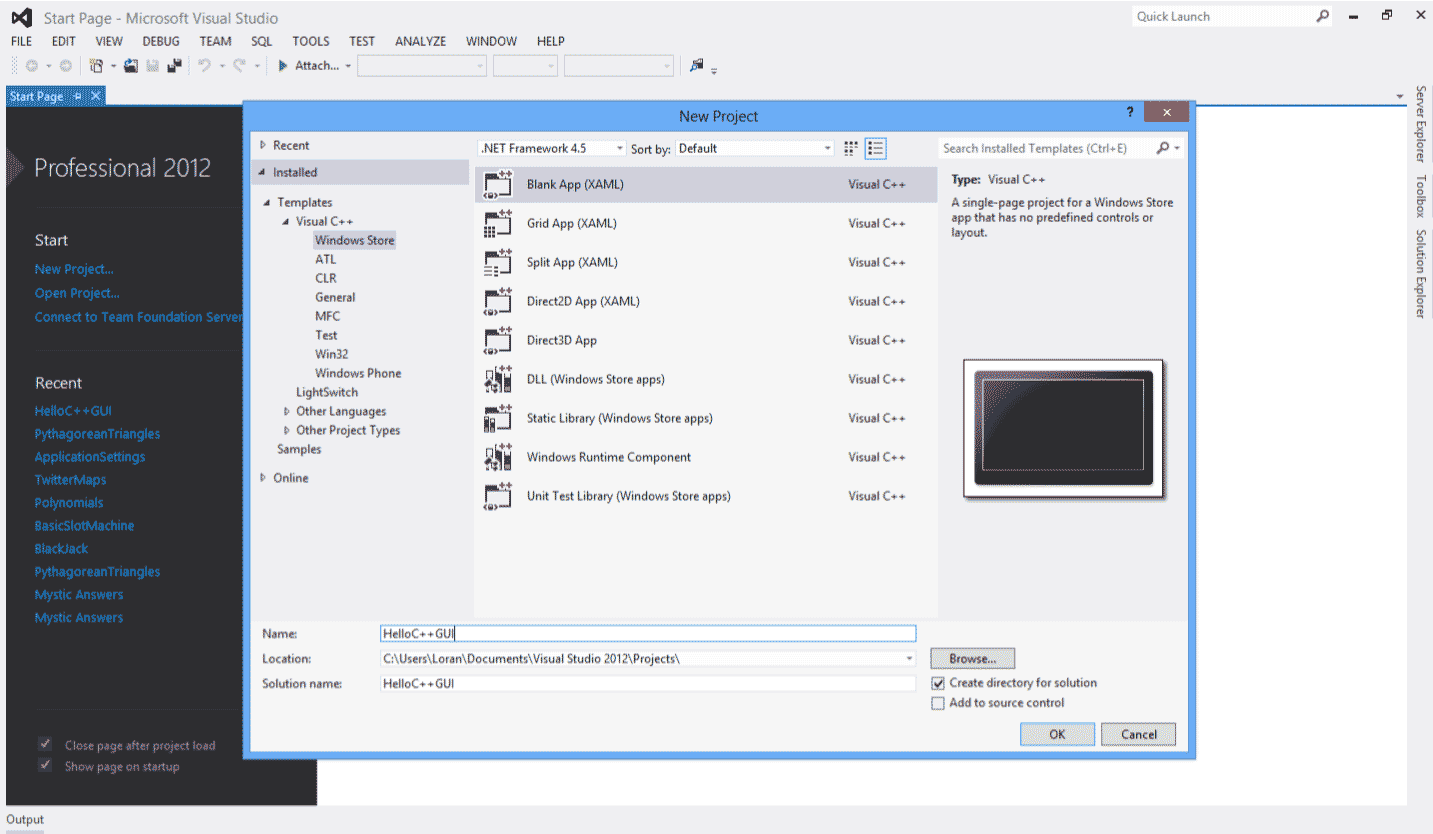 Start Page - Microsoft Visual Studio
Quick Launch
FILE EDIT VIEW DEBUG TEAM SQL TOOLS TEST ANALYZE WINDOW HELP
Attach...
Start Page
Professional 2012
Start
New Project...
Open Project...
Connect to Team Foundation Server
Recent
HelloC++GUI
PythagoreanTriangles
ApplicationSettings
TwitterMaps
Polynomials
BasicSlotMachine
BlackJack
PythagoreanTriangles
Mystic Answers
Mystic Answers
Close page after project load
Show page on startup
New Project
?
Recent
Installed
Templates
Visual C++
Windows Store
ATL
CLR
General
MFC
Test
Win32
Windows Phone
LightSwitch
Other Languages
Other Project Types
Samples
Online
.NET Framework 4.5 Sort by: Default
Blank App (XAML) Visual C++
Grid App (XAML) Visual C++
Split App (XAML) Visual C++
Direct2D App (XAML) Visual C++
Direct3D App Visual C++
DLL (Windows Store apps) Visual C++
Static Library (Windows Store apps) Visual C++
Windows Runtime Component Visual C++
Unit Test Library (Windows Store apps) Visual C++
Search Installed Templates (Ctrl+E)
Type: Visual C++
A single-page project for a Windows Store
app that has no predefined controls or
layout.
Name: HelloC++GUI
Location: C:\Users\Loran\Documents\Visual Studio 2012\Projects\
Browse...
Solution name: HelloC++GUI
Create directory for solution
Add to source control
OK Cancel
Server Explorer
Toolbox
Solution Explorer
Output